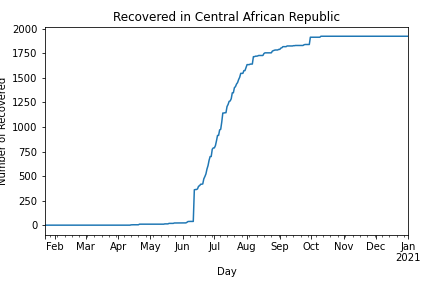 Recovered in Central African Republic
Number of Recovered
2000
1750
1500
1250
1000
750
500
250
0
Feb Mar Apr May Jun Jul Aug Sep Oct Nov Dec Jan
2021
Day